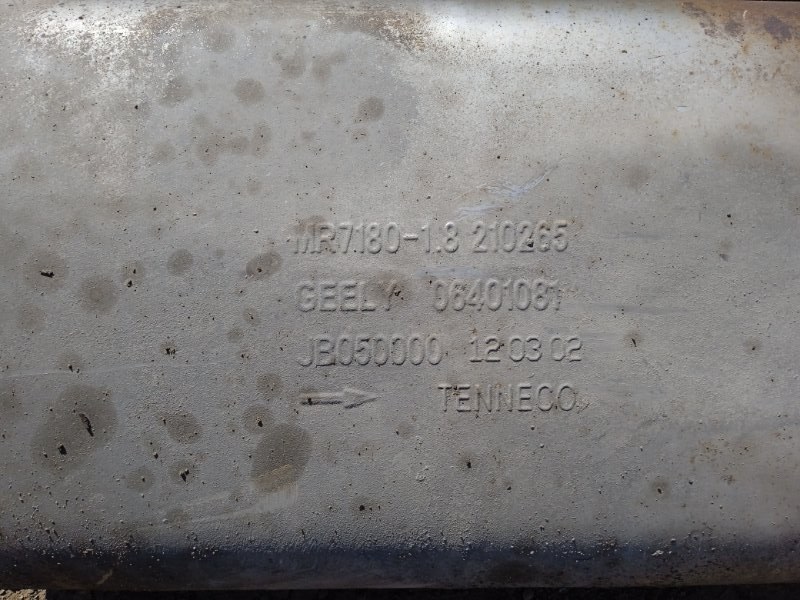 MR7180-1.8 210265
GEELY 06401081
JB050000 12 03 02
TENNECO